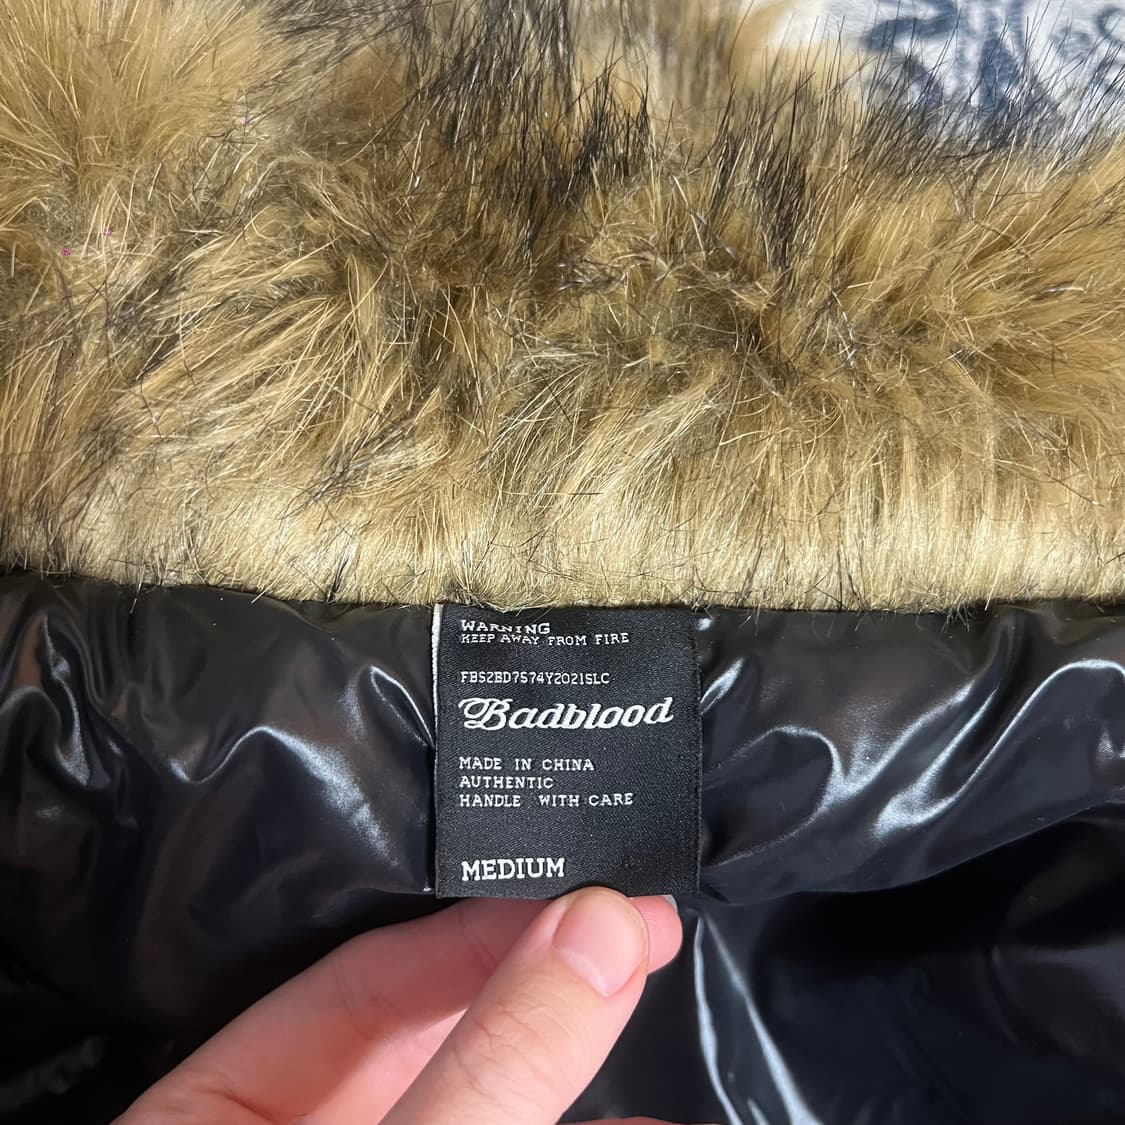 WARNING
KEEP AWAY FROM FIRE
FBS2BD7574Y2021SLC
Badblood
MADE IN CHINA
AUTHENTIC
HANDLE WITH CARE
MEDIUM